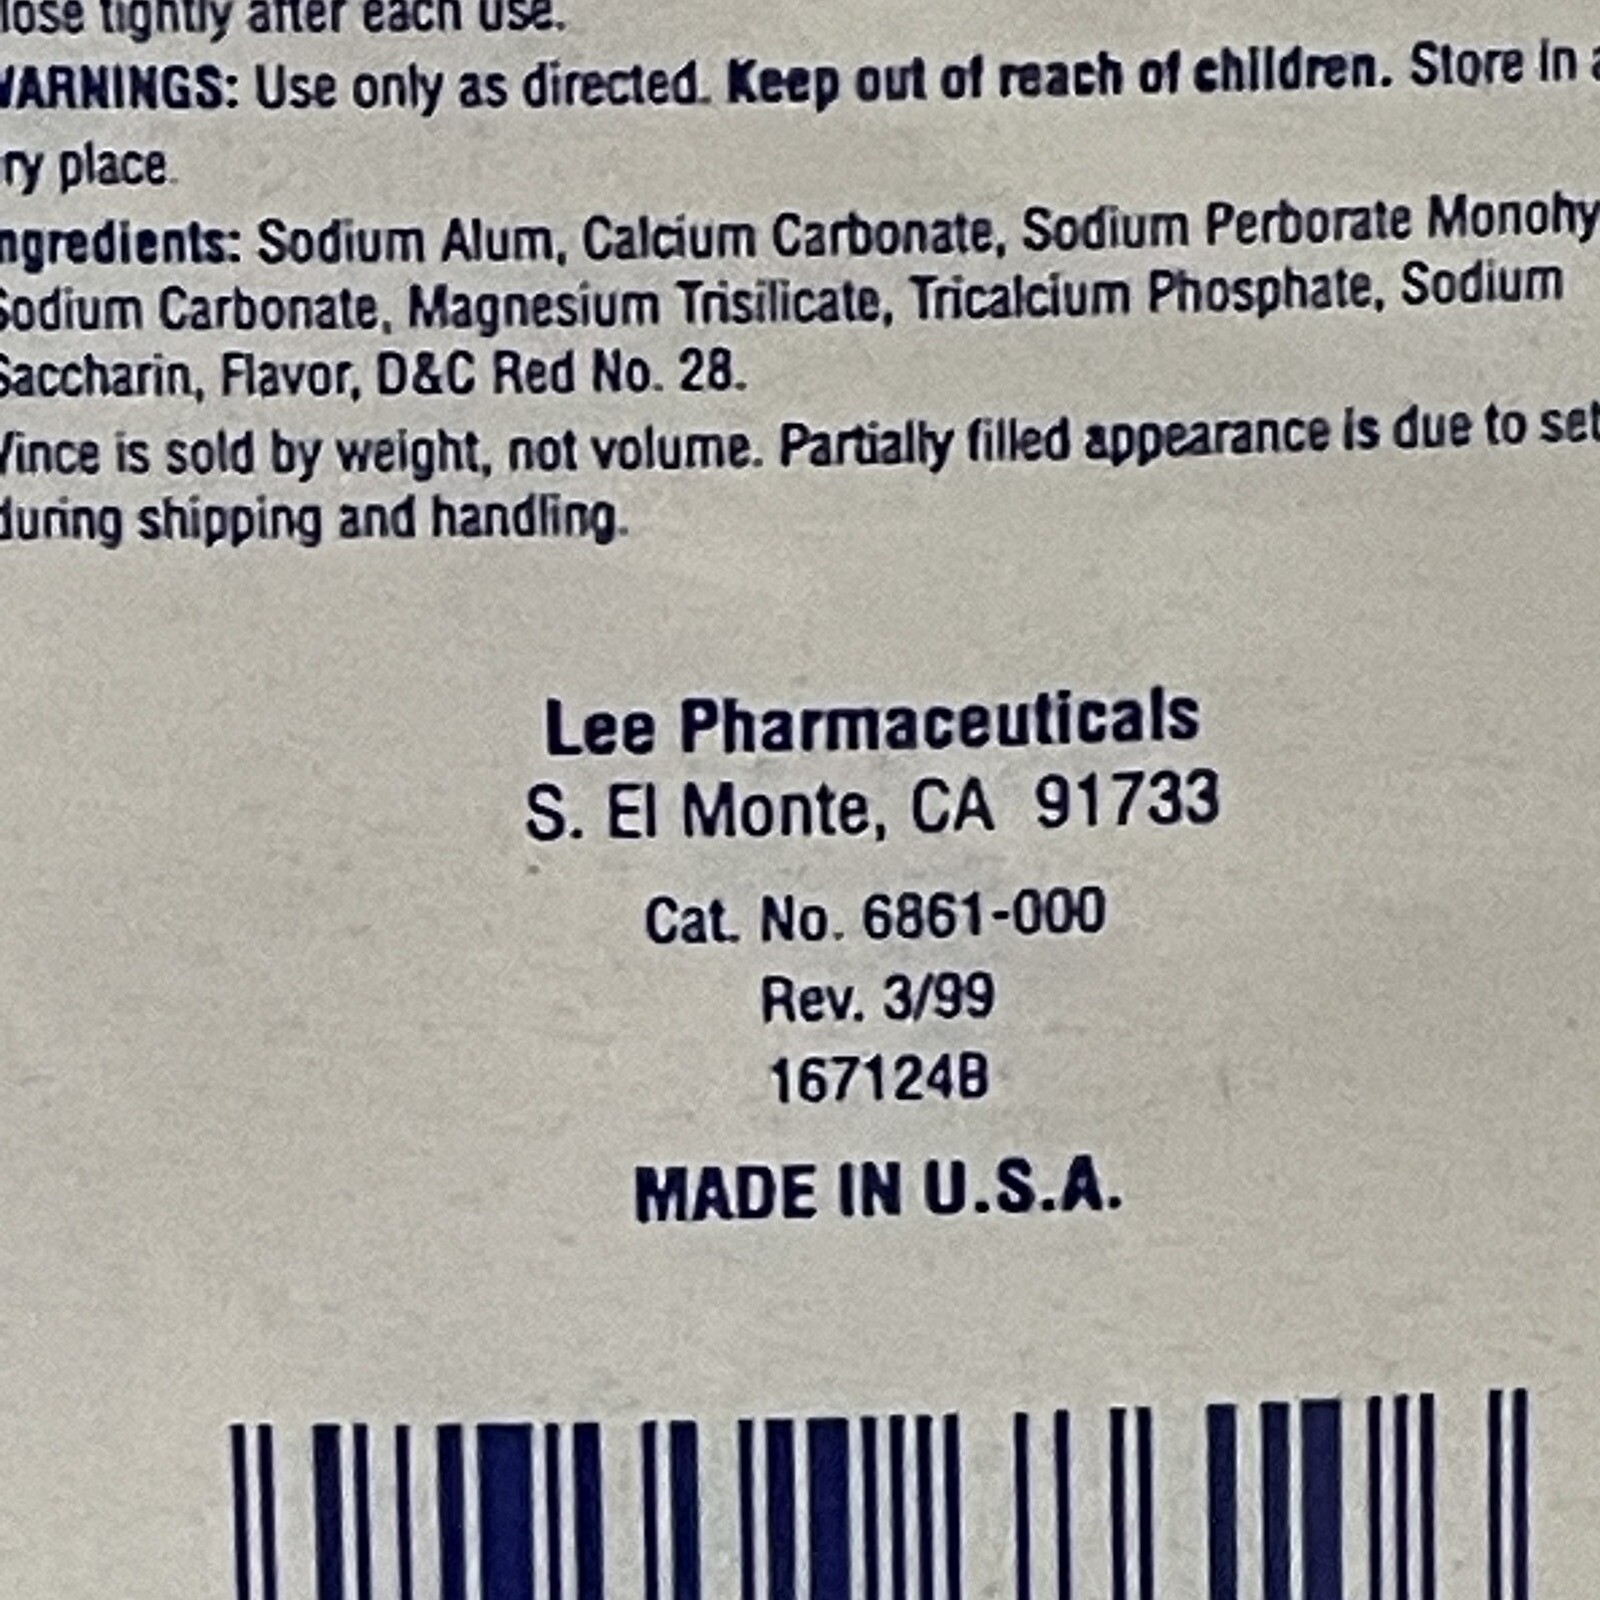 lose tightly after each use.
WARNINGS: Use only as directed. Keep out of reach of children. Store in a
ry place.
ngredients: Sodium Alum, Calcium Carbonate, Sodium Perborate Monohy
Sodium Carbonate, Magnesium Trisilicate, Tricalcium Phosphate, Sodium
Saccharin, Flavor, D&C Red No. 28.
Vince is sold by weight, not volume. Partially filled appearance is due to set
during shipping and handling.
Lee Pharmaceuticals
S. El Monte, CA 91733
Cat. No. 6861-000
Rev. 3/99
167124B
MADE IN U.S.A.